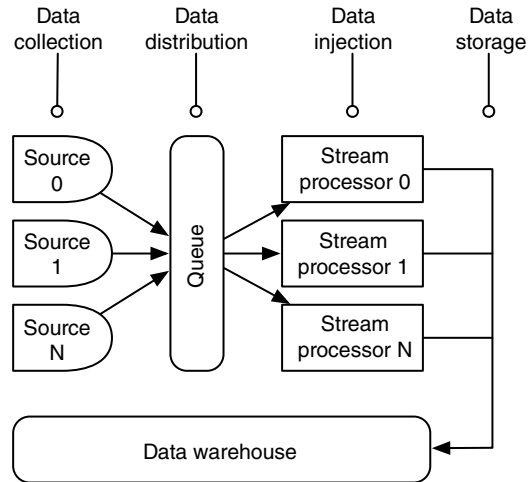 Data
collection
Data
distribution
Data
injection
Data
storage
Source
0
Source
1
Source
N
Queue
Stream
processor 0
Stream
processor 1
Stream
processor N
Data warehouse